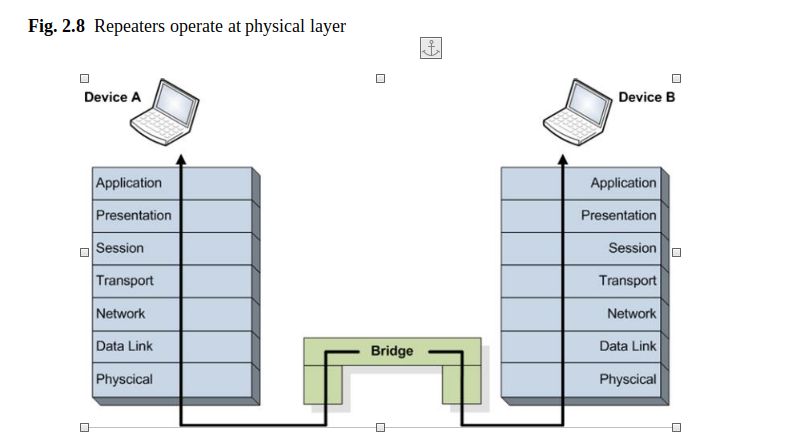 Fig. 2.8 Repeaters operate at physical layer
Device A
Device B
Application
Presentation
Session
Transport
Network
Data Link
Physcical
Bridge
Application
Presentation
Session
Transport
Network
Data Link
Physcical